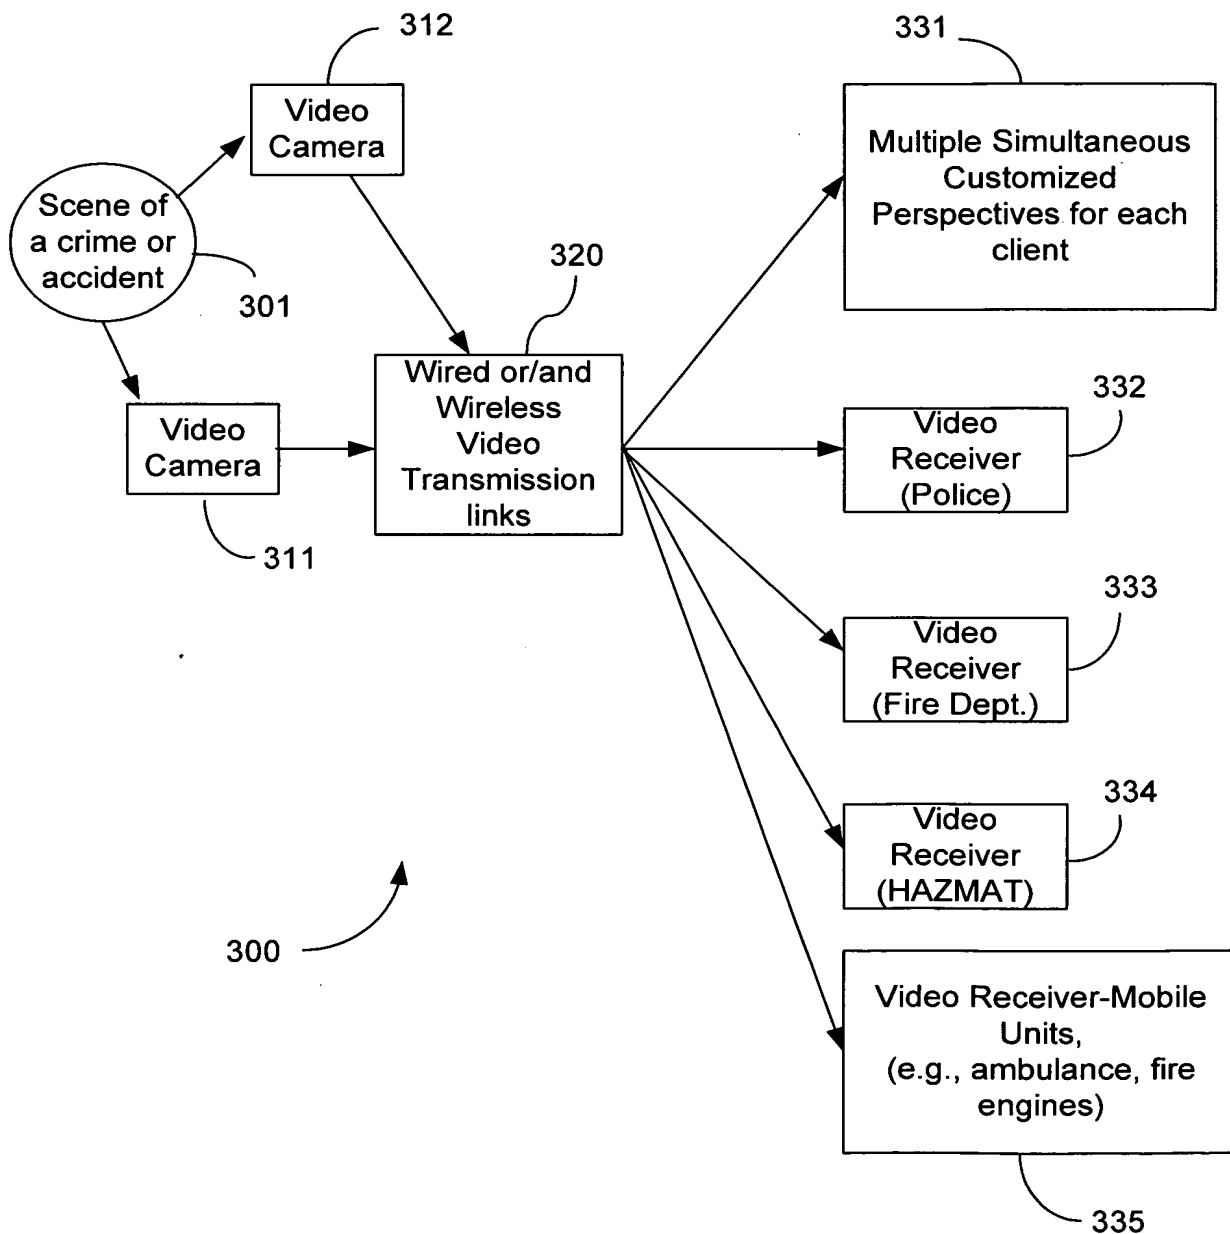 312
Video
Camera
Scene of
a crime or
accident
301
Video
Camera
311
320
Wired or/and
Wireless
Video
Transmission
links
331
Multiple Simultaneous
Customized
Perspectives for each
client
332
Video
Receiver
(Police)
333
Video
Receiver
(Fire Dept.)
334
Video
Receiver
(HAZMAT)
Video Receiver-Mobile
Units,
(e.g., ambulance, fire
engines)
335
300